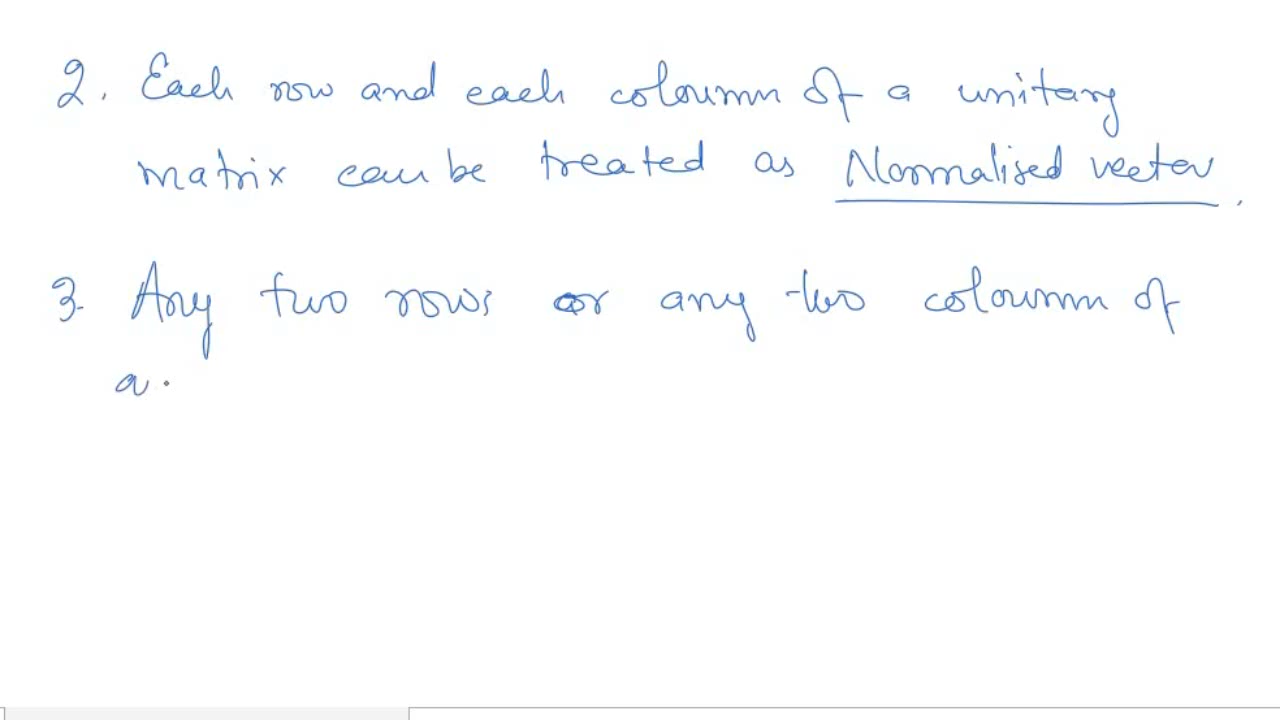 2. Each row and each coloumn of a unitary
matrix can be treated as Normalised vector.
3. Any two rows or any two coloumn of
a